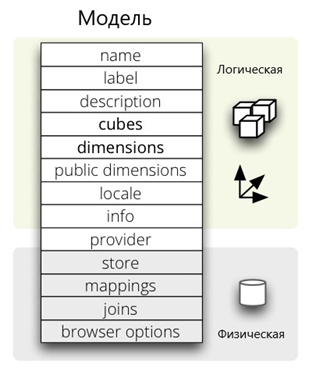 Модель
name
label
description
cubes
dimensions
public dimensions
locale
info
provider
store
mappings
joins
browser options
Логическая
Физическая